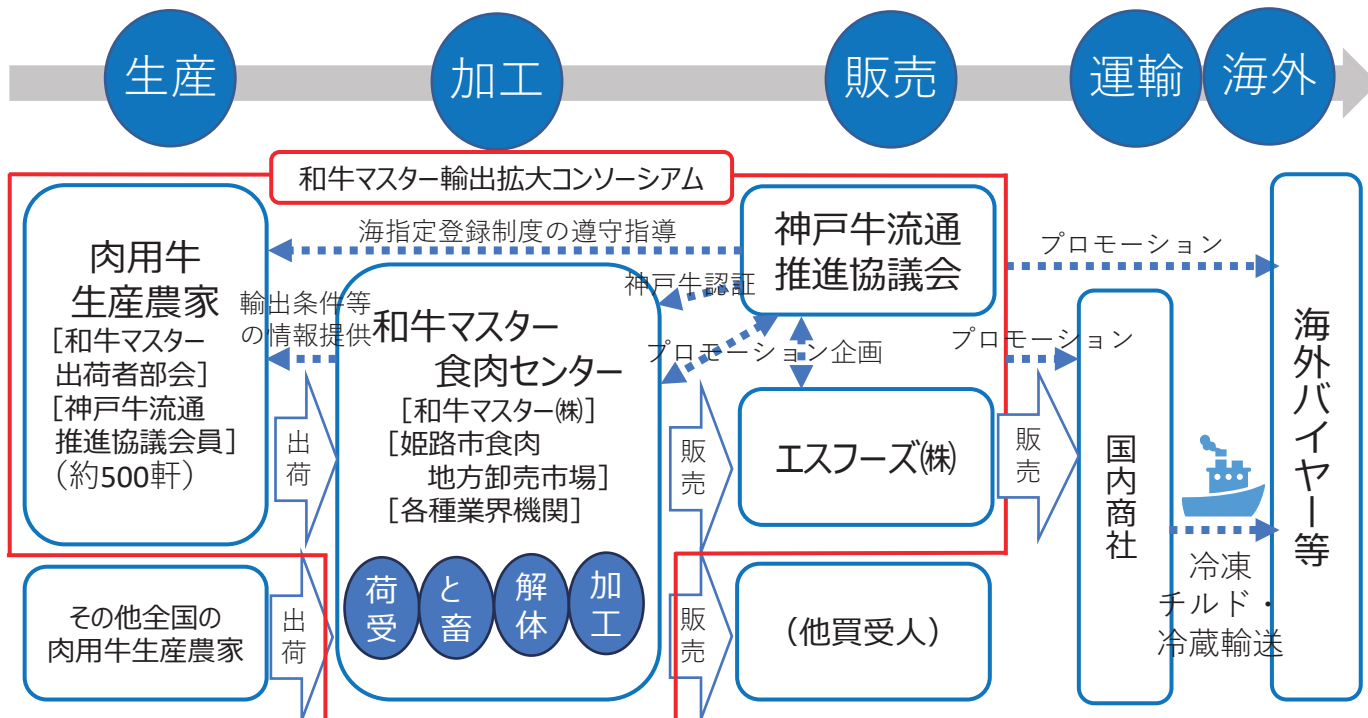 生産
加工
販売
運輸
海外
和牛マスター輸出拡大コンソーシアム
肉用牛
生産農家
[和牛マスター
出荷者部会]
[神戸牛流通
推進協議会員]
(約500軒)
海指定登録制度の遵守指導
輸出条件等
の情報提供
出荷
和牛マスター
食肉センター
[和牛マスター㈱]
[姫路市食肉
地方卸売市場]
[各種業界機関]
荷受
と畜
解体
加工
神戸牛認証
プロモーション企画
神戸牛流通
推進協議会
販売
エスフーズ㈱
プロモーション
プロモーション
販売
国内商社
冷凍
チルド・
冷蔵輸送
海外バイヤー等
その他全国の
肉用牛生産農家
出荷
販売
(他買受人)